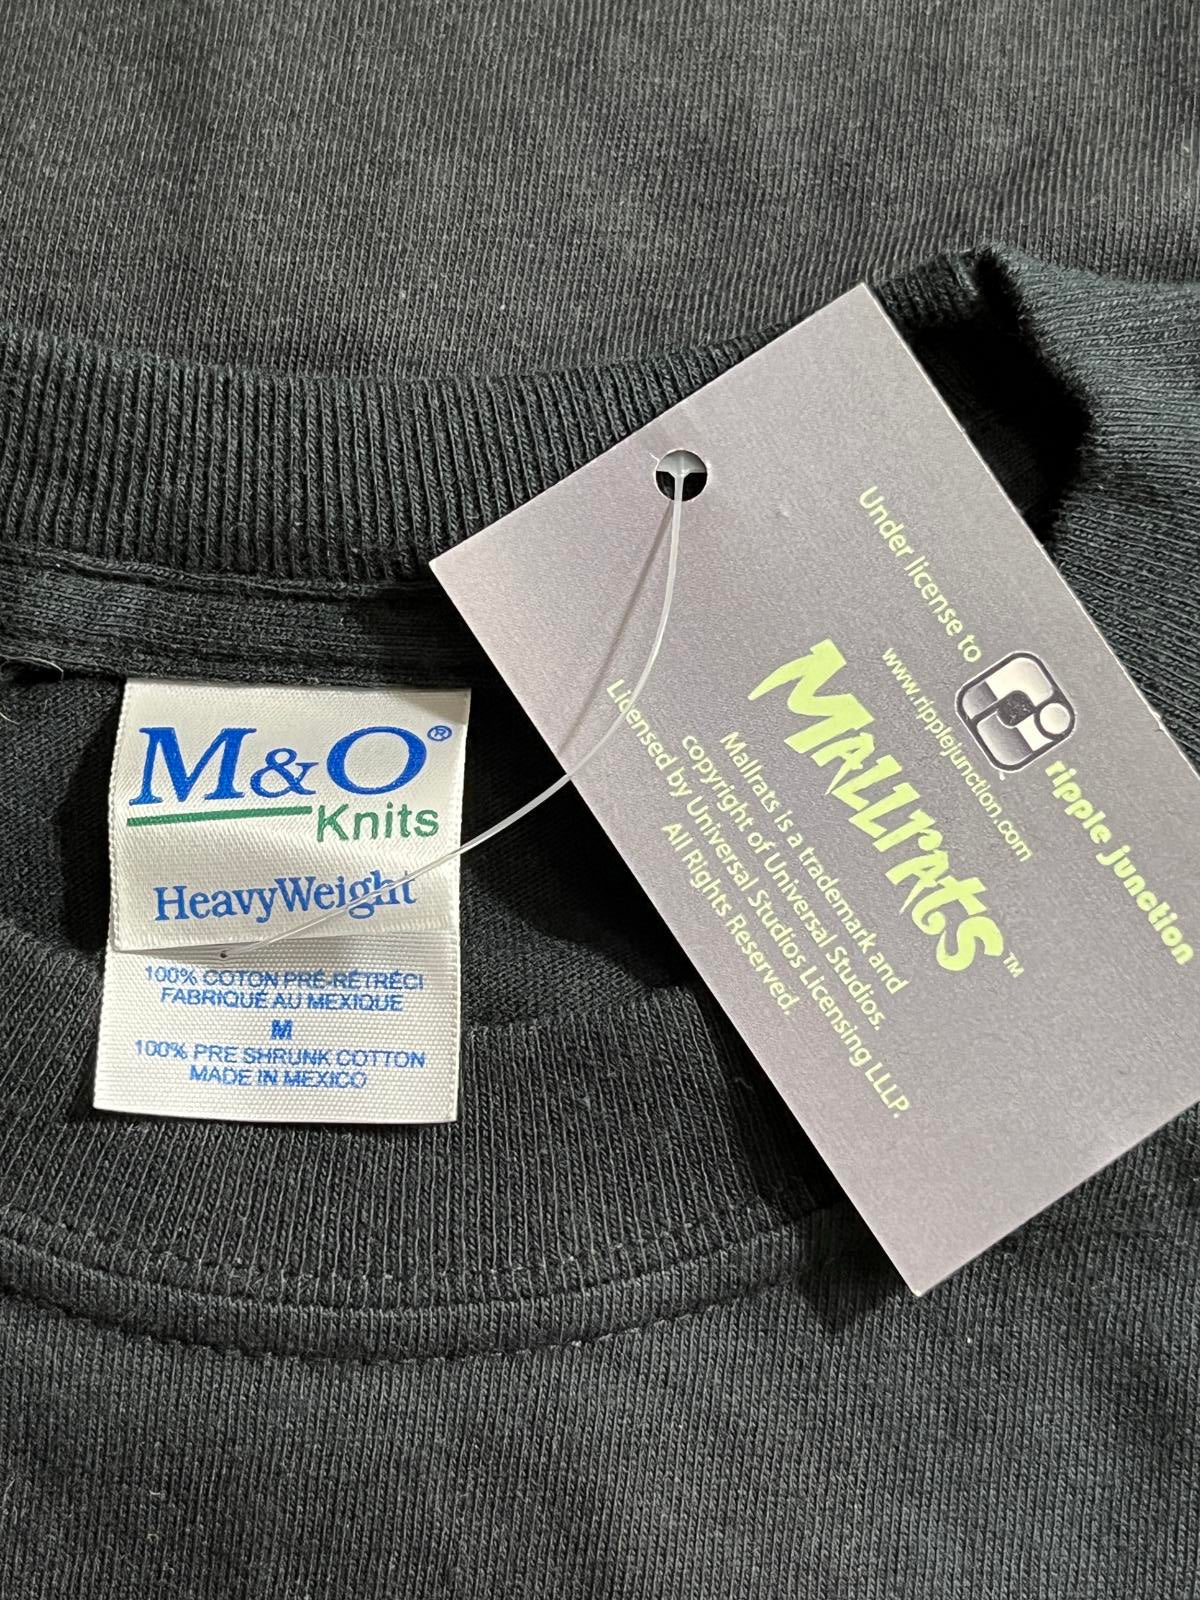 M&O®
Knits
HeavyWeight
100% COTON PRÉ-RÉTRÉCI
FABRIQUÉ AU MEXIQUE
M
100% PRE SHRUNK COTTON
MADE IN MEXICO
Under license to
ripple junction
www.ripplejunction.com
MALLrAtS™
Mallrats is a trademark and
copyright of Universal Studios.
Licensed by Universal Studios Licensing LLLP.
All Rights Reserved.